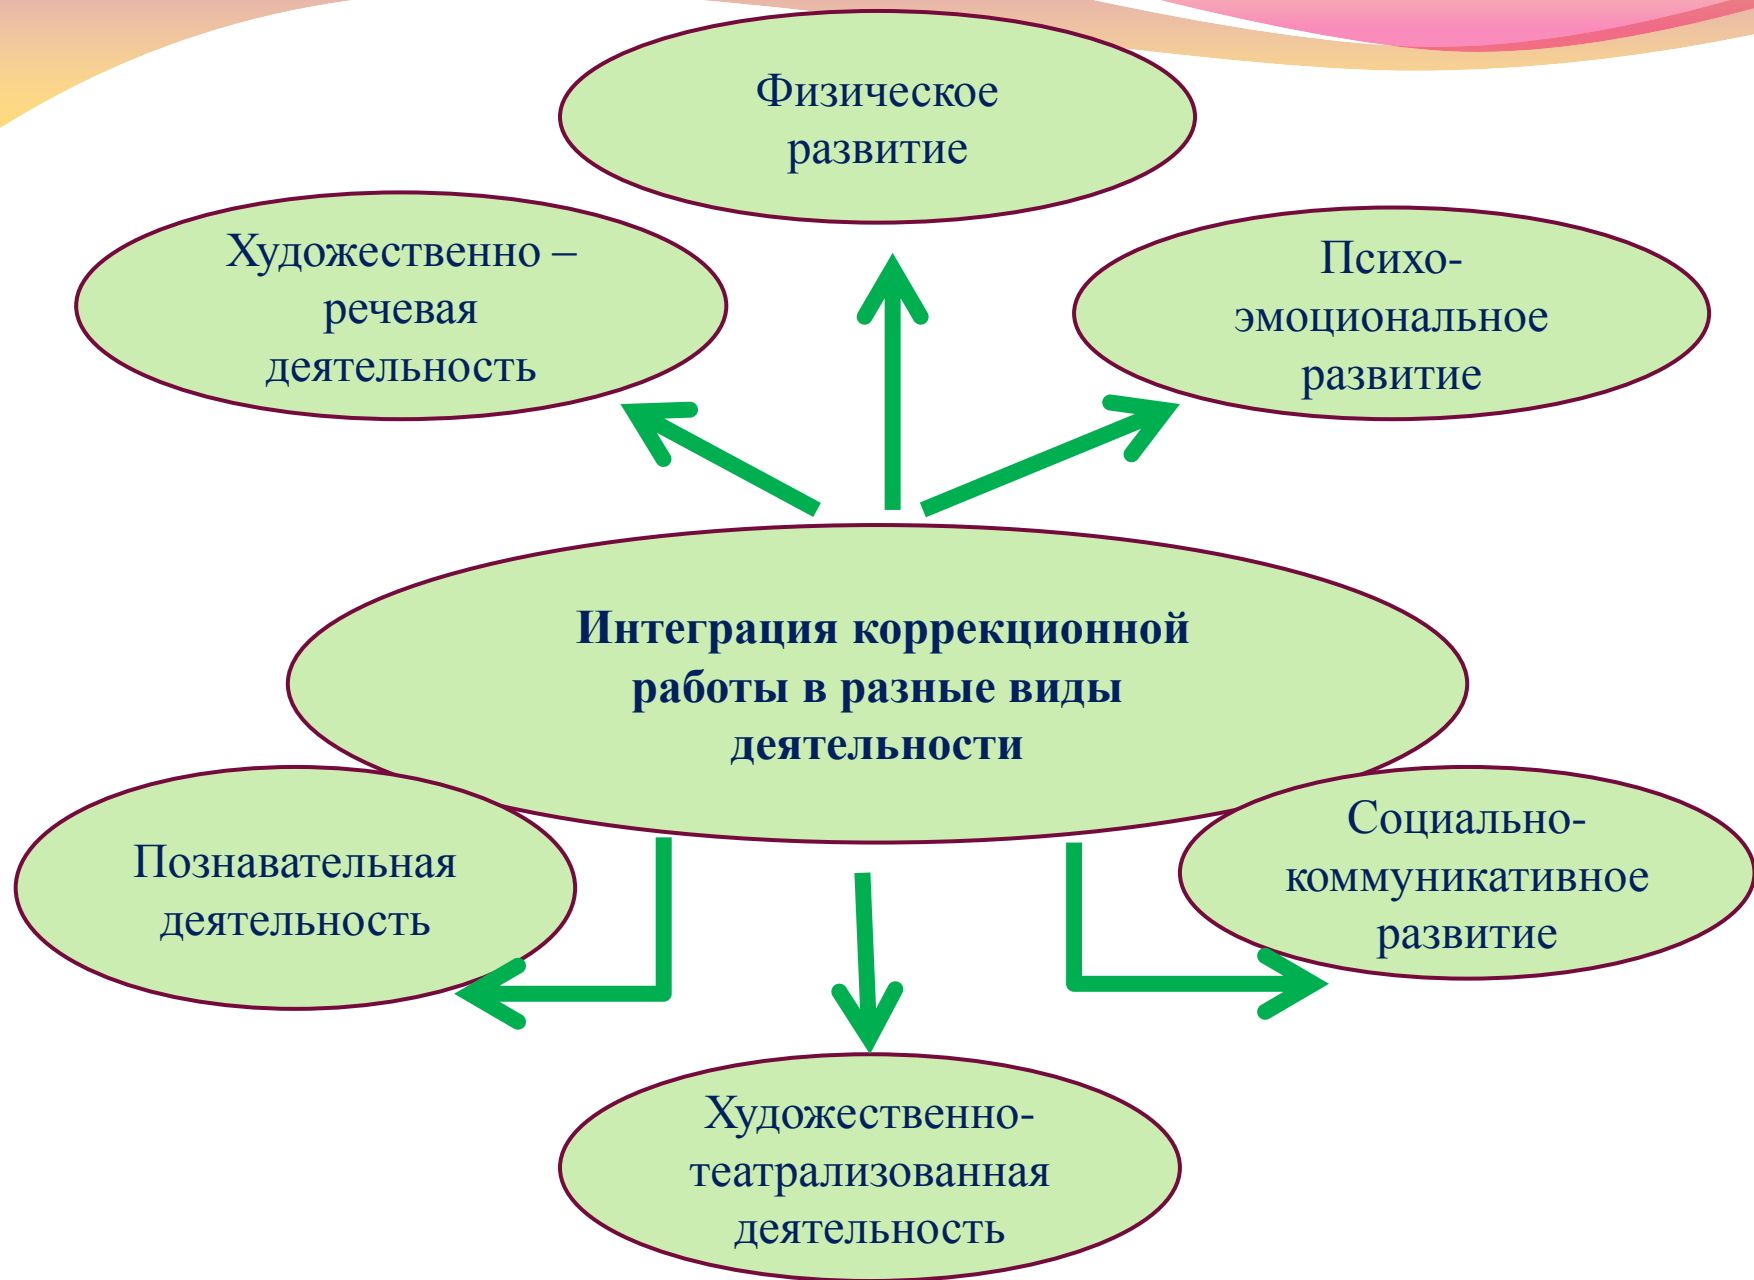 Физическое
развитие
Художественно –
речевая
деятельность
Психо-
эмоциональное
развитие
Интеграция коррекционной
работы в разные виды
деятельности
Познавательная
деятельность
Социально-
коммуникативное
развитие
Художественно-
театрализованная
деятельность